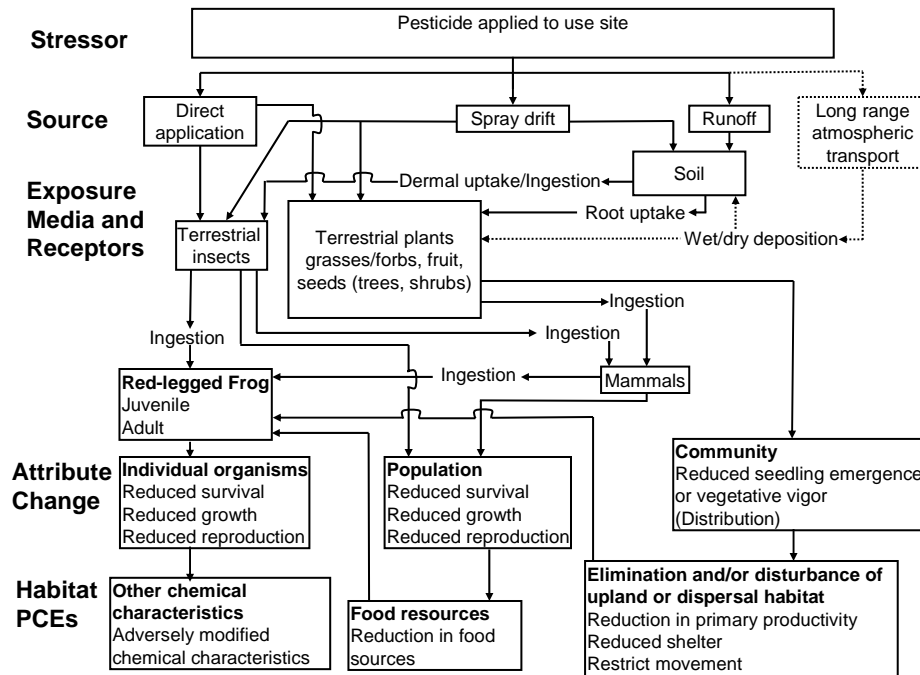 Stressor
Pesticide applied to use site
Source
Direct
application
Spray drift
Runoff
Long range
atmospheric
transport
Exposure
Media and
Receptors
Soil
Dermal uptake/Ingestion
Root uptake
Wet/dry deposition
Terrestrial
insects
Terrestrial plants
grasses/forbs, fruit,
seeds (trees, shrubs)
Ingestion
Ingestion
Ingestion
Ingestion
Mammals
Red-legged Frog
Juvenile
Adult
Attribute
Change
Individual organisms
Reduced survival
Reduced growth
Reduced reproduction
Population
Reduced survival
Reduced growth
Reduced reproduction
Community
Reduced seedling emergence
or vegetative vigor
(Distribution)
Habitat
PCEs
Other chemical
characteristics
Adversely modified
chemical characteristics
Food resources
Reduction in food
sources
Elimination and/or disturbance of
upland or dispersal habitat
Reduction in primary productivity
Reduced shelter
Restrict movement